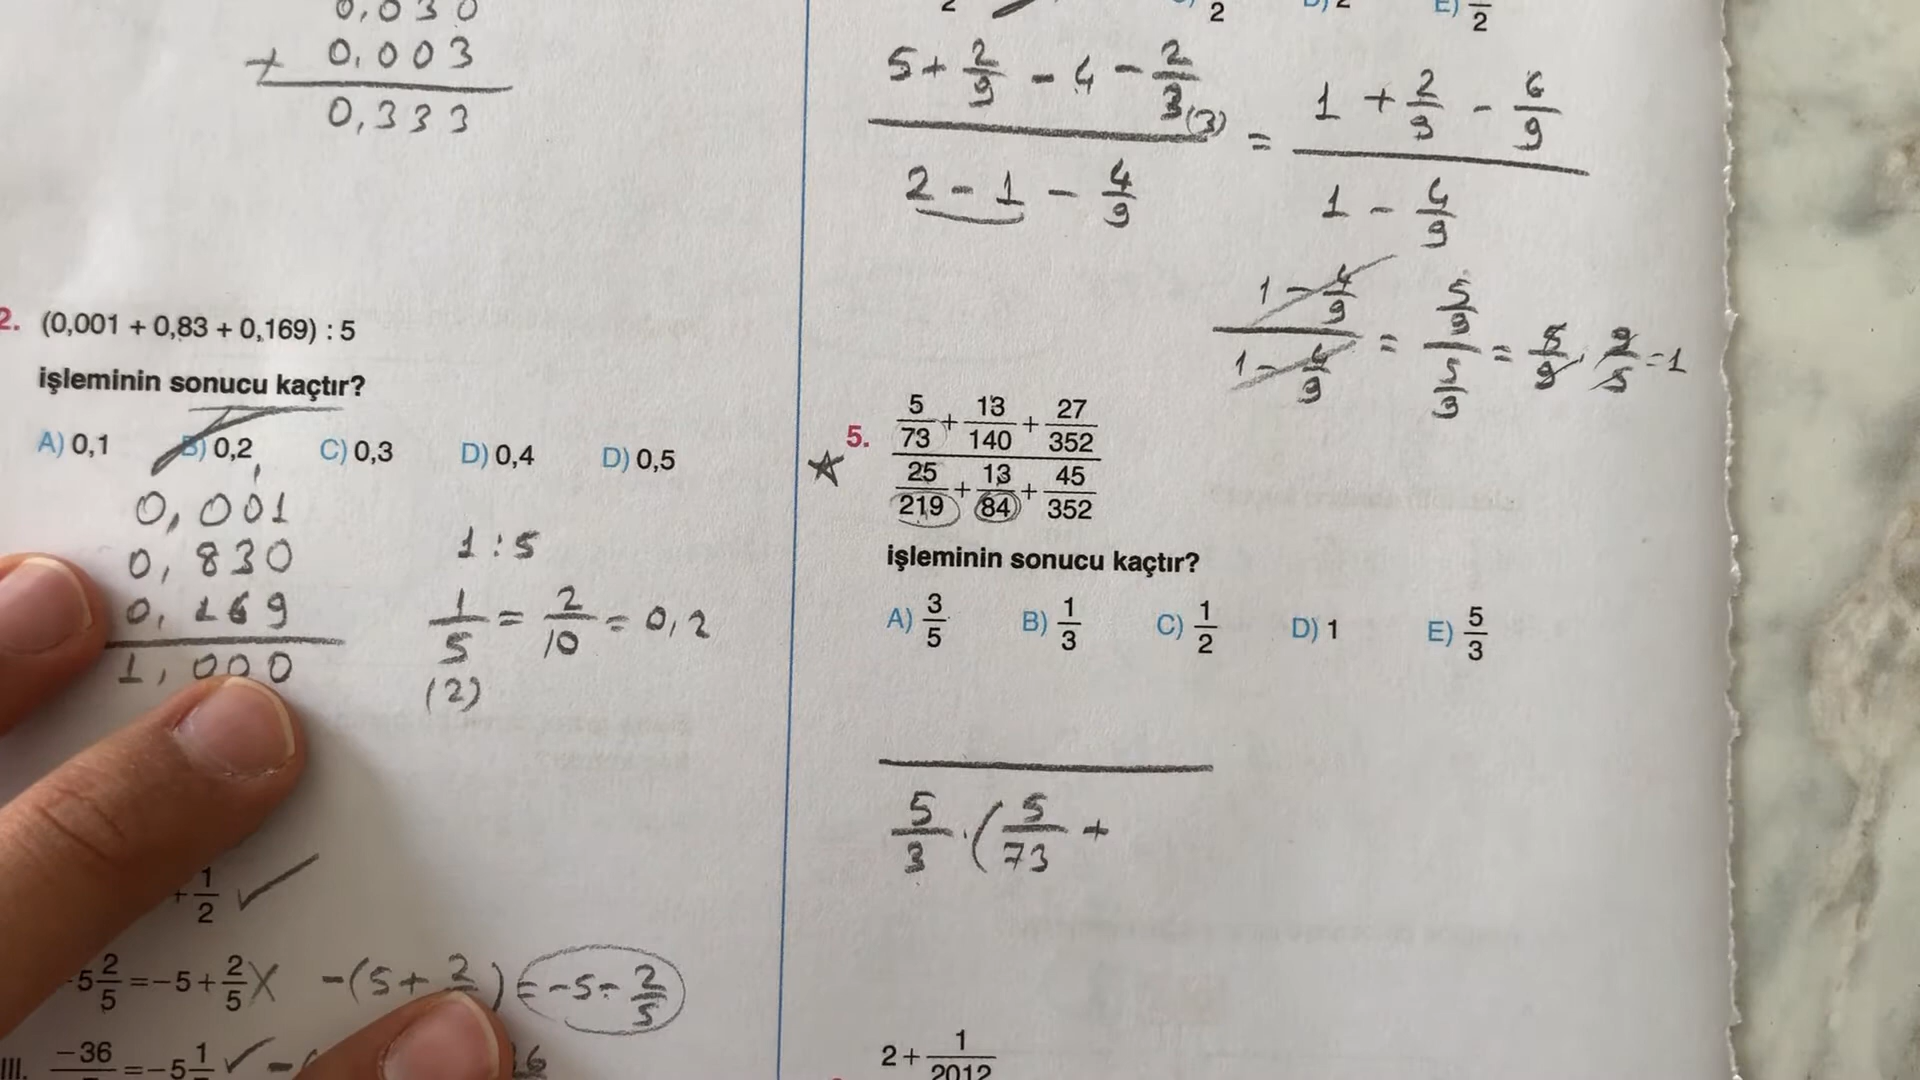 0,030
+ 0,003
0,333
2. (0,001 + 0,83 + 0,169) : 5
işleminin sonucu kaçtır?
A) 0,1 B) 0,2 C) 0,3 D) 0,4 D) 0,5
0,001
0,830
0,169
1,000
1 : 5
1/5 = 2/10 = 0,2
(2)
+ 1/2 ✓
-5 2/5 = -5 + 2/5 X -(5 + 2/ ) = -5 - 2/5
III. -36/ = -5 1/ ✓ -
2 2 D) 2 E) /2
5 + 2/9 - 4 - 2/3 (3)
2 - 1 - 4/9
= 1 + 2/9 - 6/9
1 - 4/9
1 - 4/9
1 - 4/9
= 5/9
5/9
= 5/9 . 9/5 = 1
5. 5/73 + 13/140 + 27/352
25/219 + 13/84 + 45/352
işleminin sonucu kaçtır?
A) 3/5 B) 1/3 C) 1/2 D) 1 E) 5/3
5/3 . (5/73 +
2 + 1/2012